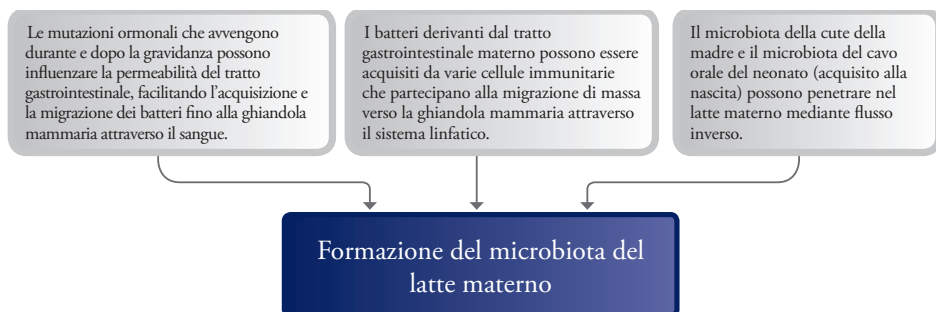 Le mutazioni ormonali che avvengono
durante e dopo la gravidanza possono
influenzare la permeabilità del tratto
gastrointestinale, facilitando l'acquisizione e
la migrazione dei batteri fino alla ghiandola
mammaria attraverso il sangue.
I batteri derivanti dal tratto
gastrointestinale materno possono essere
acquisiti da varie cellule immunitarie
che partecipano alla migrazione di massa
verso la ghiandola mammaria attraverso
il sistema linfatico.
Il microbiota della cute della
madre e il microbiota del cavo
orale del neonato (acquisito alla
nascita) possono penetrare nel
latte materno mediante flusso
inverso.
Formazione del microbiota del
latte materno